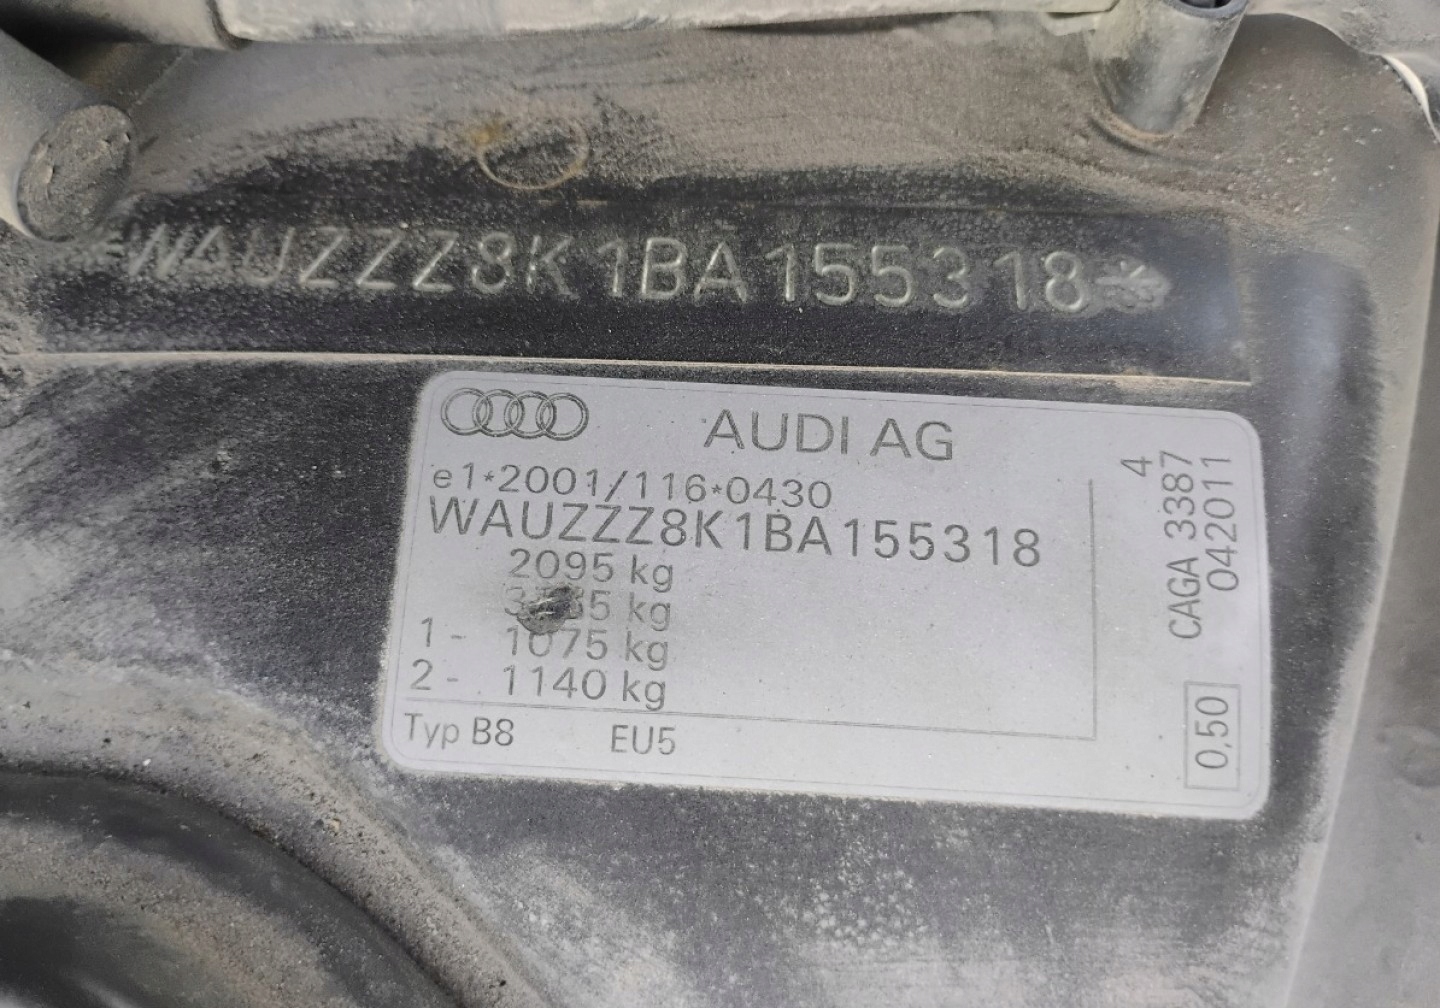 WAUZZZ8K1BA155318
AUDI AG
e1*2001/116*0430
WAUZZZ8K1BA155318
2095 kg
kg
1- 1075 kg
2- 1140 kg
Typ B8 EU5
4
CAGA 3387
042011
0,50